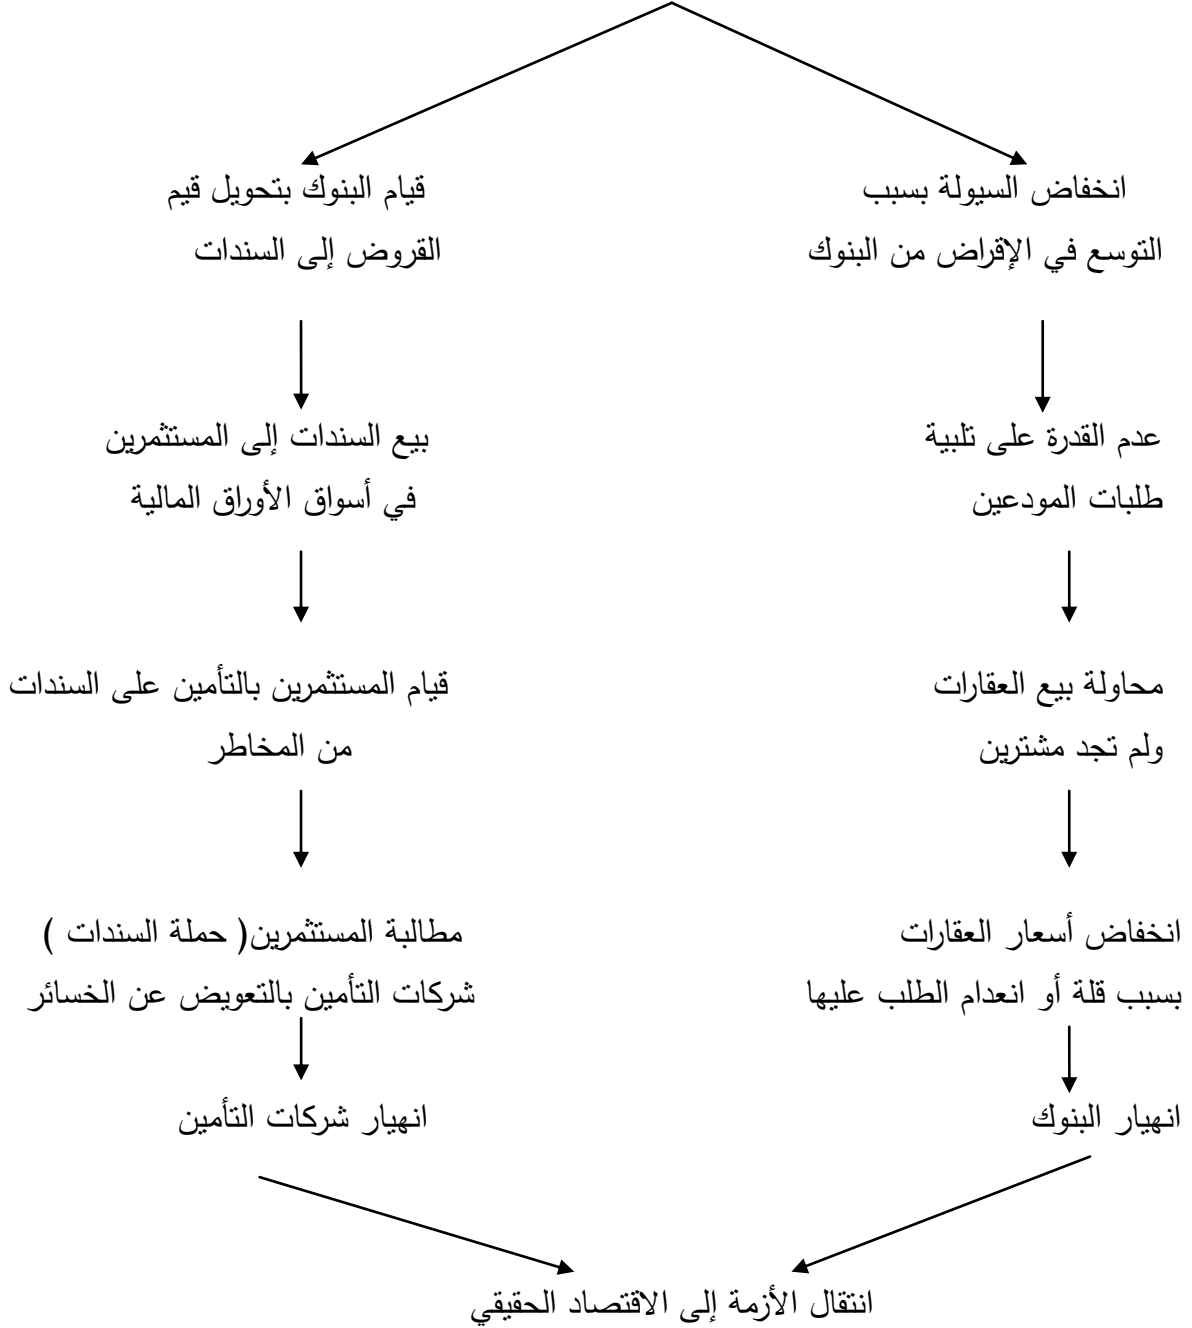 انخفاض السيولة بسبب
التوسع في الإقراض من البنوك
عدم القدرة على تلبية
طلبات المودعين
محاولة بيع العقارات
ولم تجد مشترين
انخفاض أسعار العقارات
بسبب قلة أو انعدام الطلب عليها
انهيار البنوك
قيام البنوك بتحويل قيم
القروض إلى السندات
بيع السندات إلى المستثمرين
في أسواق الأوراق المالية
قيام المستثمرين بالتأمين على السندات
من المخاطر
مطالبة المستثمرين( حملة السندات )
شركات التأمين بالتعويض عن الخسائر
انهيار شركات التأمين
انتقال الأزمة إلى الاقتصاد الحقيقي